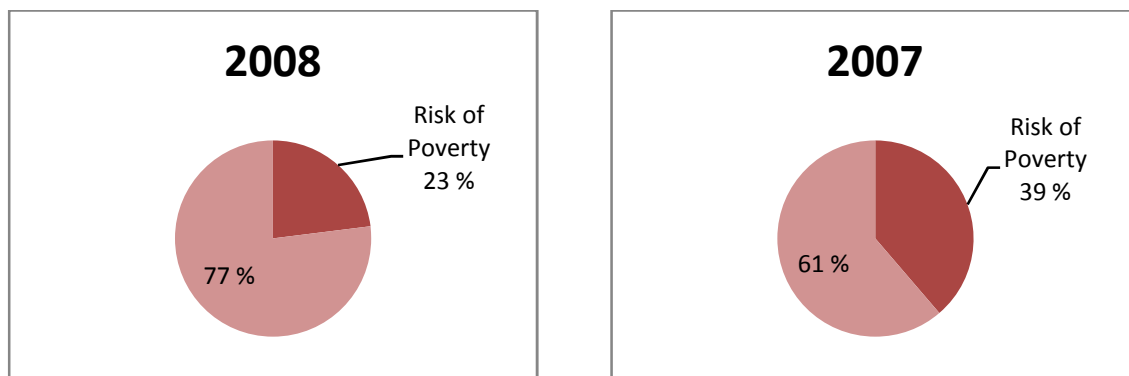 2008
Risk of
Poverty
23 %
77 %
2007
Risk of
Poverty
39 %
61 %